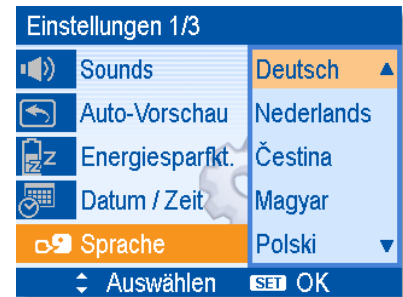 Einstellungen 1/3
Sounds
Auto-Vorschau
Energiesparfkt.
Datum / Zeit
Sprache
Deutsch
Nederlands
Čestina
Magyar
Polski
Auswählen SET OK